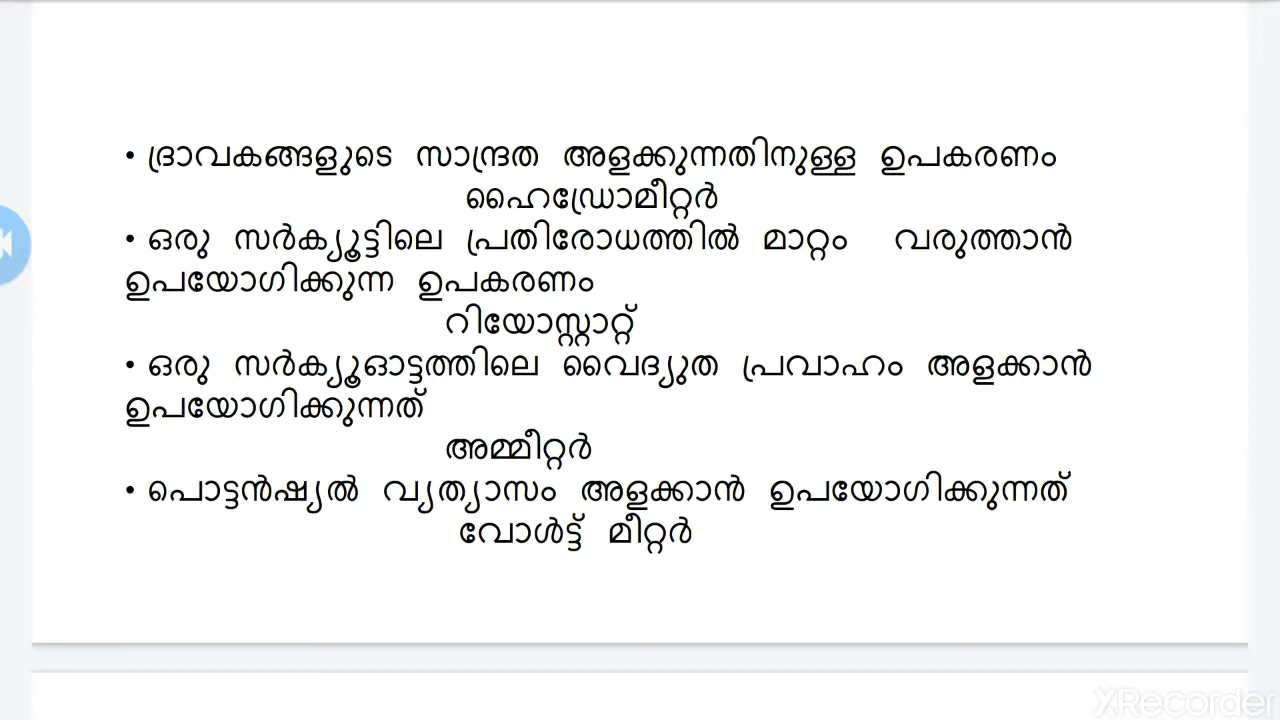 • ദ്രാവകങ്ങളുടെ സാന്ദ്രത അളക്കുന്നതിനുള്ള ഉപകരണം
ഹൈഡ്രോമീറ്റർ
• ഒരു സർക്യൂട്ടിലെ പ്രതിരോധത്തിൽ മാറ്റം വരുത്താൻ
ഉപയോഗിക്കുന്ന ഉപകരണം
റിയോസ്റ്റാറ്റ്
• ഒരു സർക്യൂഓട്ടത്തിലെ വൈദ്യുത പ്രവാഹം അളക്കാൻ
ഉപയോഗിക്കുന്നത്
അമ്മീറ്റർ
• പൊട്ടൻഷ്യൽ വ്യത്യാസം അളക്കാൻ ഉപയോഗിക്കുന്നത്
വോൾട്ട് മീറ്റർ
XRecorder